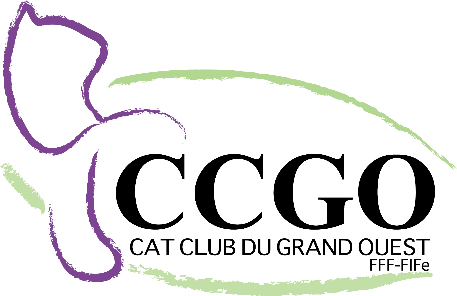 CCGO
CAT CLUB DU GRAND OUEST
FFF-FIFe